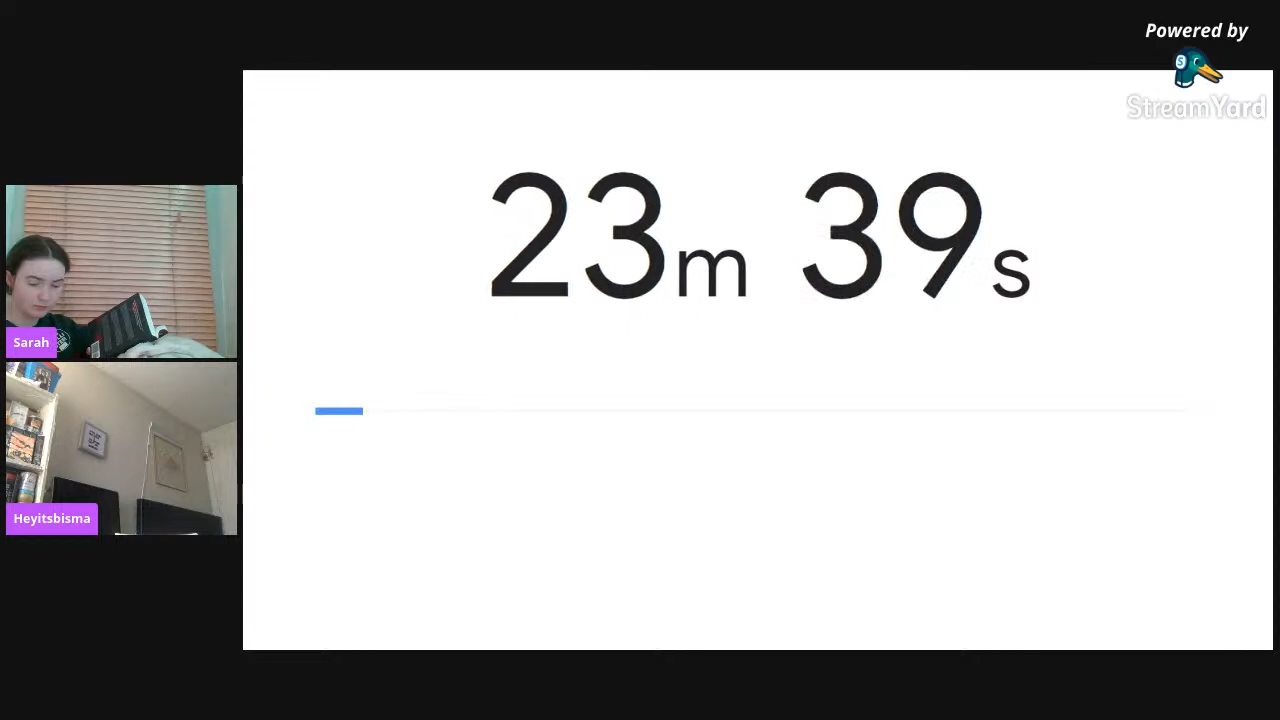 Powered by
S
StreamYard
23m 39s
Sarah
Heyitsbisma